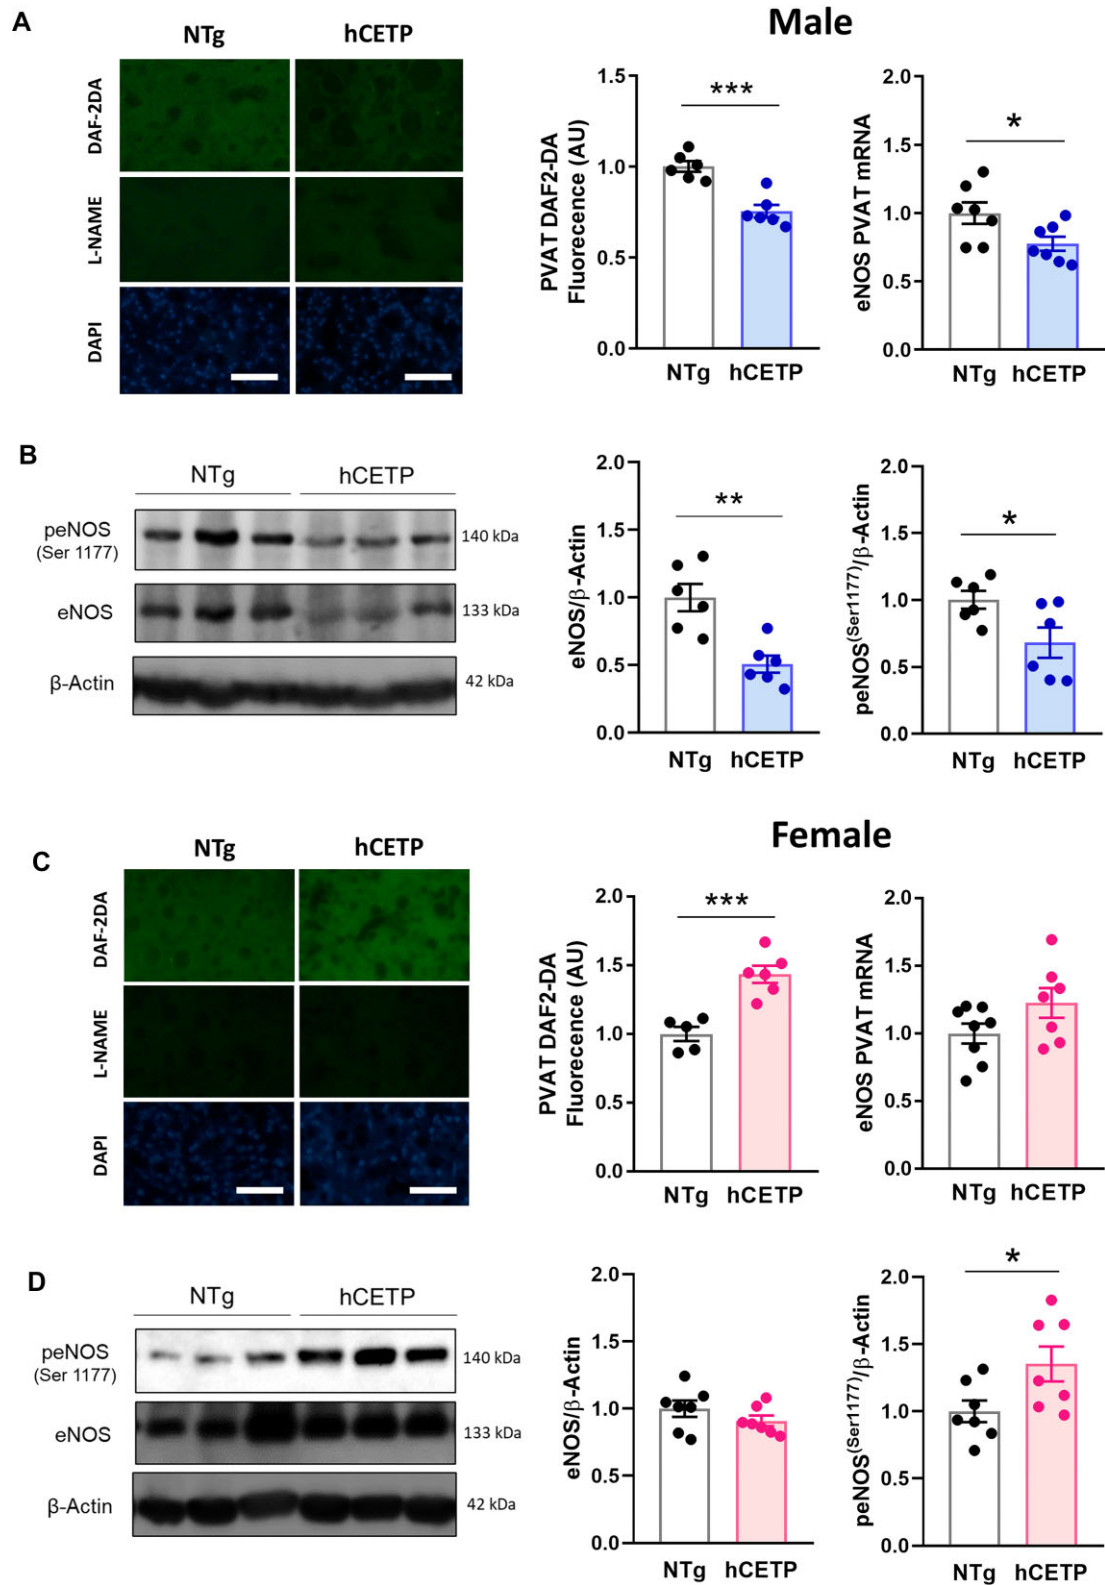 A
NTg
hCETP
Male
DAF-2DA
L-NAME
DAPI
PVAT DAF2-DA
Fluorecence (AU)
1.5
1.0
0.5
0.0
***
NTg
hCETP
eNOS PVAT mRNA
2.0
1.5
1.0
0.5
0.0
*
NTg
hCETP
B
NTg
hCETP
peNOS
(Ser 1177)
140 kDa
eNOS
133 kDa
β-Actin
42 kDa
eNOS/β-Actin
2.0
1.5
1.0
0.5
0.0
**
NTg
hCETP
peNOS(Ser1177)/β-Actin
2.0
1.5
1.0
0.5
0.0
*
NTg
hCETP
Female
C
NTg
hCETP
DAF-2DA
L-NAME
DAPI
PVAT DAF2-DA
Fluorecence (AU)
2.0
1.5
1.0
0.5
0.0
***
NTg
hCETP
eNOS PVAT mRNA
2.0
1.5
1.0
0.5
0.0
NTg
hCETP
D
NTg
hCETP
peNOS
(Ser 1177)
140 kDa
eNOS
133 kDa
β-Actin
42 kDa
eNOS/β-Actin
2.0
1.5
1.0
0.5
0.0
NTg
hCETP
peNOS(Ser1177)/β-Actin
2.0
1.5
1.0
0.5
0.0
*
NTg
hCETP